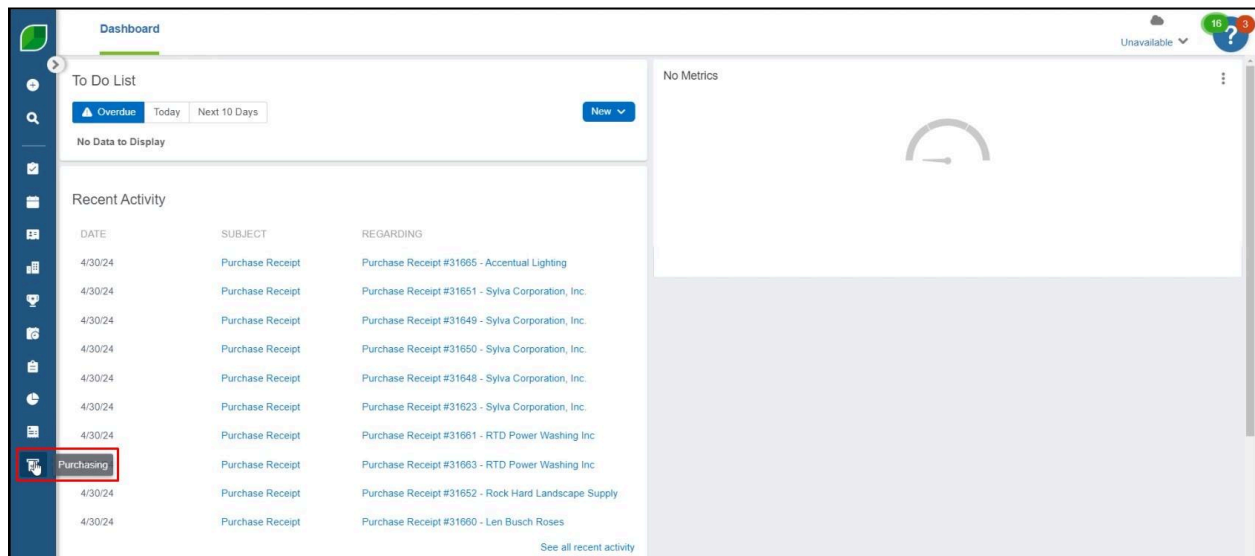 Dashboard
Unavailable
16
3
?
To Do List
Overdue Today Next 10 Days
New
No Data to Display
No Metrics
Recent Activity
DATE SUBJECT REGARDING
4/30/24 Purchase Receipt Purchase Receipt #31665 - Accentual Lighting
4/30/24 Purchase Receipt Purchase Receipt #31651 - Sylva Corporation, Inc.
4/30/24 Purchase Receipt Purchase Receipt #31649 - Sylva Corporation, Inc.
4/30/24 Purchase Receipt Purchase Receipt #31650 - Sylva Corporation, Inc.
4/30/24 Purchase Receipt Purchase Receipt #31648 - Sylva Corporation, Inc.
4/30/24 Purchase Receipt Purchase Receipt #31623 - Sylva Corporation, Inc.
4/30/24 Purchase Receipt Purchase Receipt #31661 - RTD Power Washing Inc
Purchasing Purchase Receipt Purchase Receipt #31663 - RTD Power Washing Inc
4/30/24 Purchase Receipt Purchase Receipt #31652 - Rock Hard Landscape Supply
4/30/24 Purchase Receipt Purchase Receipt #31660 - Len Busch Roses
See all recent activity